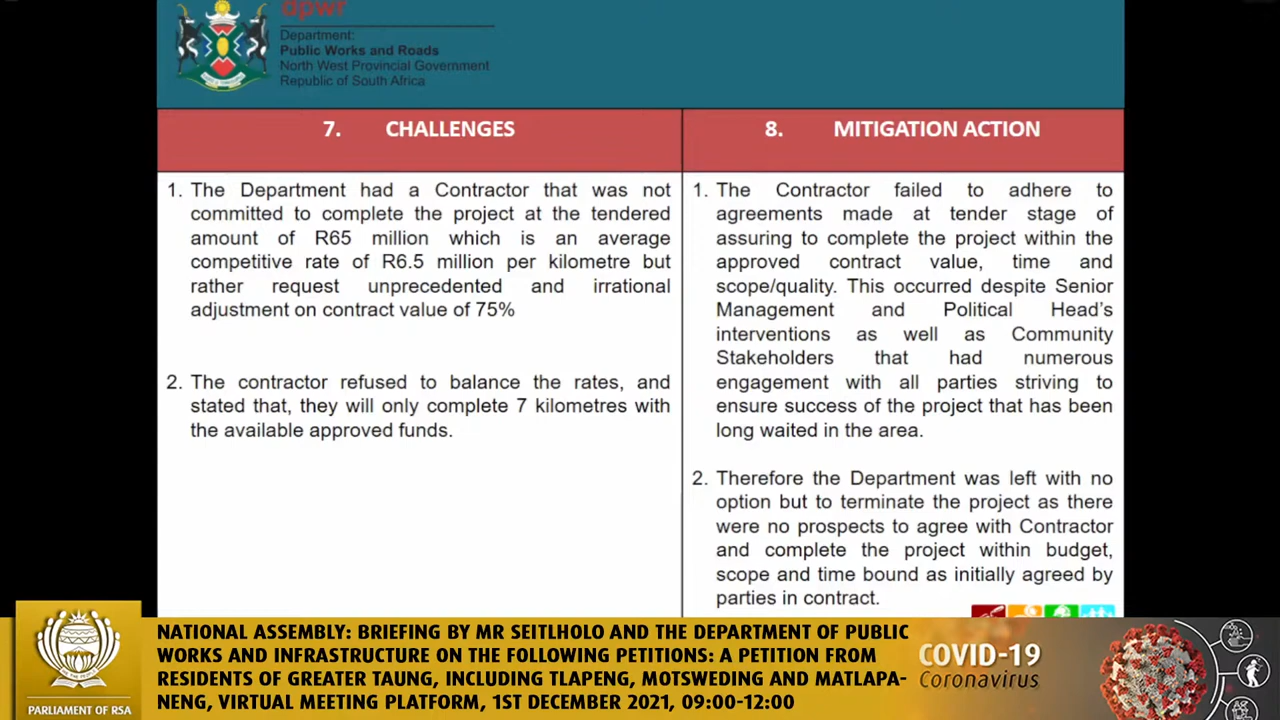 dpwr
Department:
Public Works and Roads
North West Provincial Government
Republic of South Africa
7. CHALLENGES
1. The Department had a Contractor that was not
committed to complete the project at the tendered
amount of R65 million which is an average
competitive rate of R6.5 million per kilometre but
rather request unprecedented and irrational
adjustment on contract value of 75%
2. The contractor refused to balance the rates, and
stated that, they will only complete 7 kilometres with
the available approved funds.
8. MITIGATION ACTION
1. The Contractor failed to adhere to
agreements made at tender stage of
assuring to complete the project within the
approved contract value, time and
scope/quality. This occurred despite Senior
Management and Political Head's
interventions as well as Community
Stakeholders that had numerous
engagement with all parties striving to
ensure success of the project that has been
long waited in the area.
2. Therefore the Department was left with no
option but to terminate the project as there
were no prospects to agree with Contractor
and complete the project within budget,
scope and time bound as initially agreed by
parties in contract.
NATIONAL ASSEMBLY: BRIEFING BY MR SEITLHOLO AND THE DEPARTMENT OF PUBLIC
WORKS AND INFRASTRUCTURE ON THE FOLLOWING PETITIONS: A PETITION FROM
RESIDENTS OF GREATER TAUNG, INCLUDING TLAPENG, MOTSWEDING AND MATLAPA-
NENG, VIRTUAL MEETING PLATFORM, 1ST DECEMBER 2021, 09:00-12:00
PARLIAMENT OF RSA
COVID-19
Coronavirus